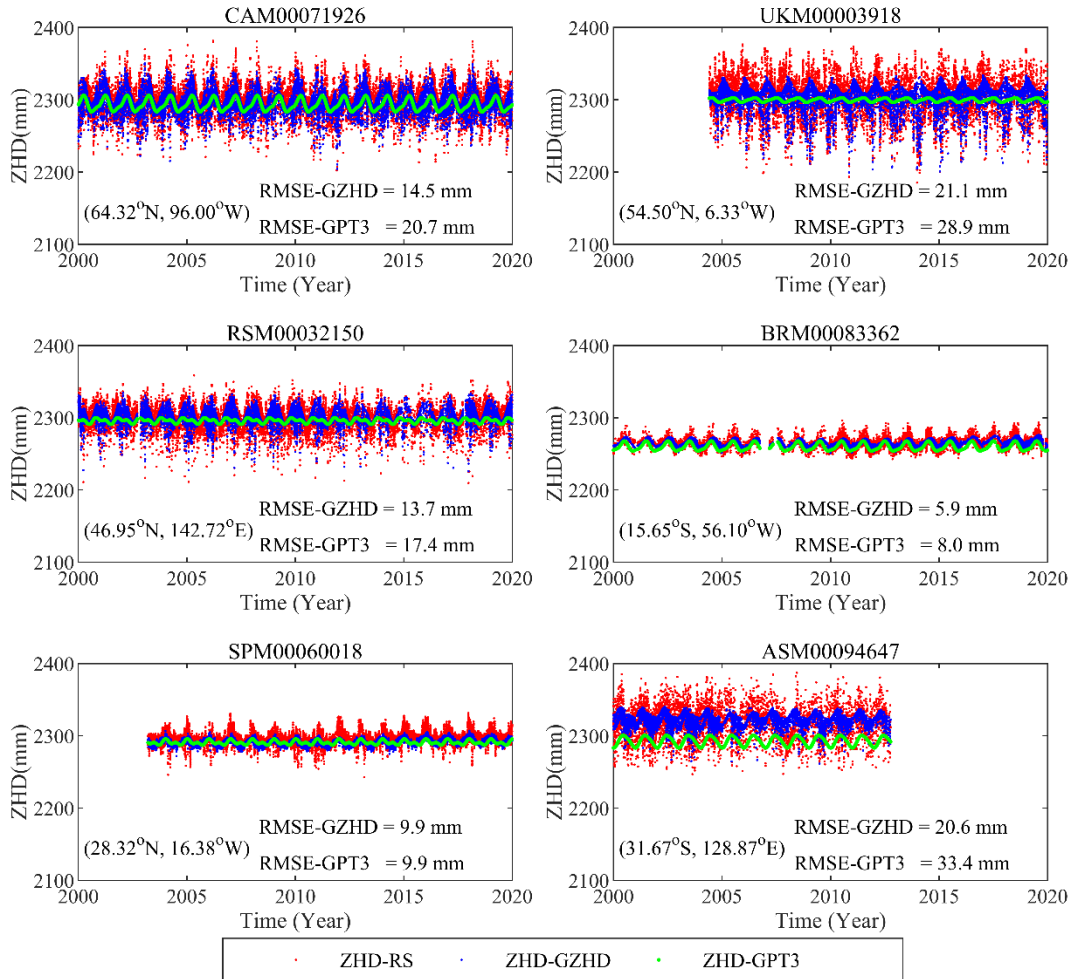 CAM00071926
2400
2300
2200
2100
ZHD(mm)
(64.32°N, 96.00°W)
RMSE-GZHD = 14.5 mm
RMSE-GPT3 = 20.7 mm
2000 2005 2010 2015 2020
Time (Year)
UKM00003918
2400
2300
2200
2100
ZHD(mm)
(54.50°N, 6.33°W)
RMSE-GZHD = 21.1 mm
RMSE-GPT3 = 28.9 mm
2000 2005 2010 2015 2020
Time (Year)
RSM00032150
2400
2300
2200
2100
ZHD(mm)
(46.95°N, 142.72°E)
RMSE-GZHD = 13.7 mm
RMSE-GPT3 = 17.4 mm
2000 2005 2010 2015 2020
Time (Year)
BRM00083362
2400
2300
2200
2100
ZHD(mm)
(15.65°S, 56.10°W)
RMSE-GZHD = 5.9 mm
RMSE-GPT3 = 8.0 mm
2000 2005 2010 2015 2020
Time (Year)
SPM00060018
2400
2300
2200
2100
ZHD(mm)
(28.32°N, 16.38°W)
RMSE-GZHD = 9.9 mm
RMSE-GPT3 = 9.9 mm
2000 2005 2010 2015 2020
Time (Year)
ASM00094647
2400
2300
2200
2100
ZHD(mm)
(31.67°S, 128.87°E)
RMSE-GZHD = 20.6 mm
RMSE-GPT3 = 33.4 mm
2000 2005 2010 2015 2020
Time (Year)
ZHD-RS ZHD-GZHD ZHD-GPT3